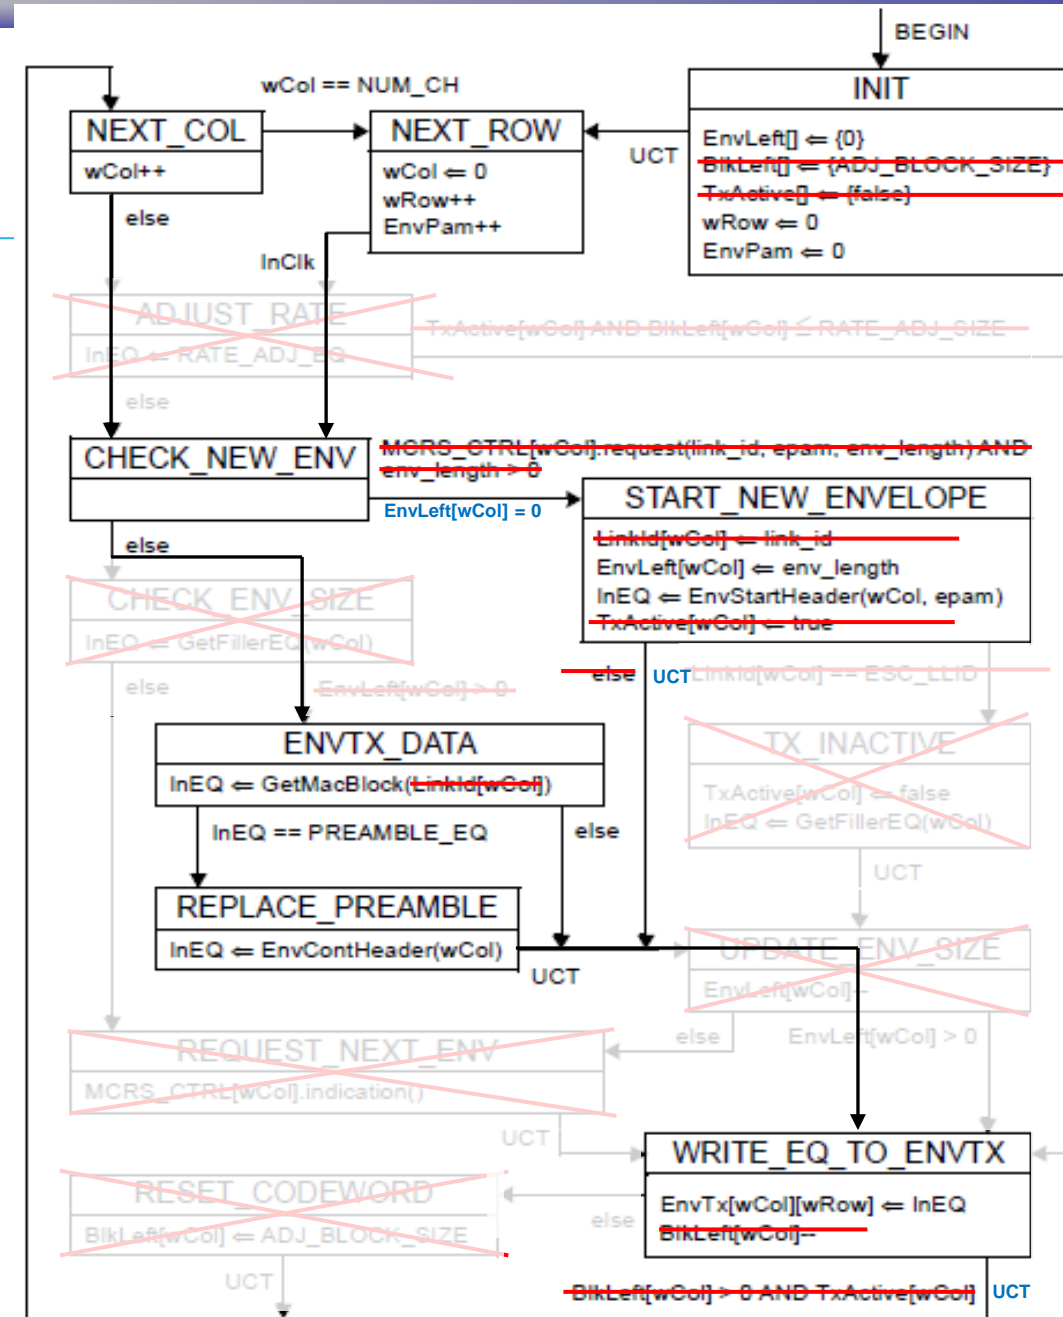 BEGIN
wCol == NUM_CH
INIT
EnvLeft[] ⇐ {0}
BlkLeft[] ⇐ {ADJ_BLOCK_SIZE}
TxActive[] ⇐ {false}
wRow ⇐ 0
EnvPam ⇐ 0
NEXT_COL
wCol++
NEXT_ROW
wCol ⇐ 0
wRow++
EnvPam++
UCT
else
InClk
ADJUST_RATE
InEQ ⇐ RATE_ADJ_EQ
TxActive[wCol] AND BlkLeft[wCol] ≤ RATE_ADJ_SIZE
else
CHECK_NEW_ENV
MCRS_CTRL[wCol].request(link_id, epam, env_length) AND
env_length > 0
EnvLeft[wCol] = 0
START_NEW_ENVELOPE
LinkId[wCol] ⇐ link_id
EnvLeft[wCol] ⇐ env_length
InEQ ⇐ EnvStartHeader(wCol, epam)
TxActive[wCol] ⇐ true
else
CHECK_ENV_SIZE
InEQ ⇐ GetFillerEQ(wCol)
else
EnvLeft[wCol] > 0
else
UCT
LinkId[wCol] == ESC_LLID
ENVTX_DATA
InEQ ⇐ GetMacBlock(LinkId[wCol])
TX_INACTIVE
TxActive[wCol] ⇐ false
InEQ ⇐ GetFillerEQ(wCol)
InEQ == PREAMBLE_EQ
else
UCT
REPLACE_PREAMBLE
InEQ ⇐ EnvContHeader(wCol)
UCT
UPDATE_ENV_SIZE
EnvLeft[wCol]--
else
EnvLeft[wCol] > 0
REQUEST_NEXT_ENV
MCRS_CTRL[wCol].indication()
UCT
WRITE_EQ_TO_ENVTX
EnvTx[wCol][wRow] ⇐ InEQ
BlkLeft[wCol]--
RESET_CODEWORD
BlkLeft[wCol] ⇐ ADJ_BLOCK_SIZE
else
UCT
BlkLeft[wCol] > 0 AND TxActive[wCol]
UCT